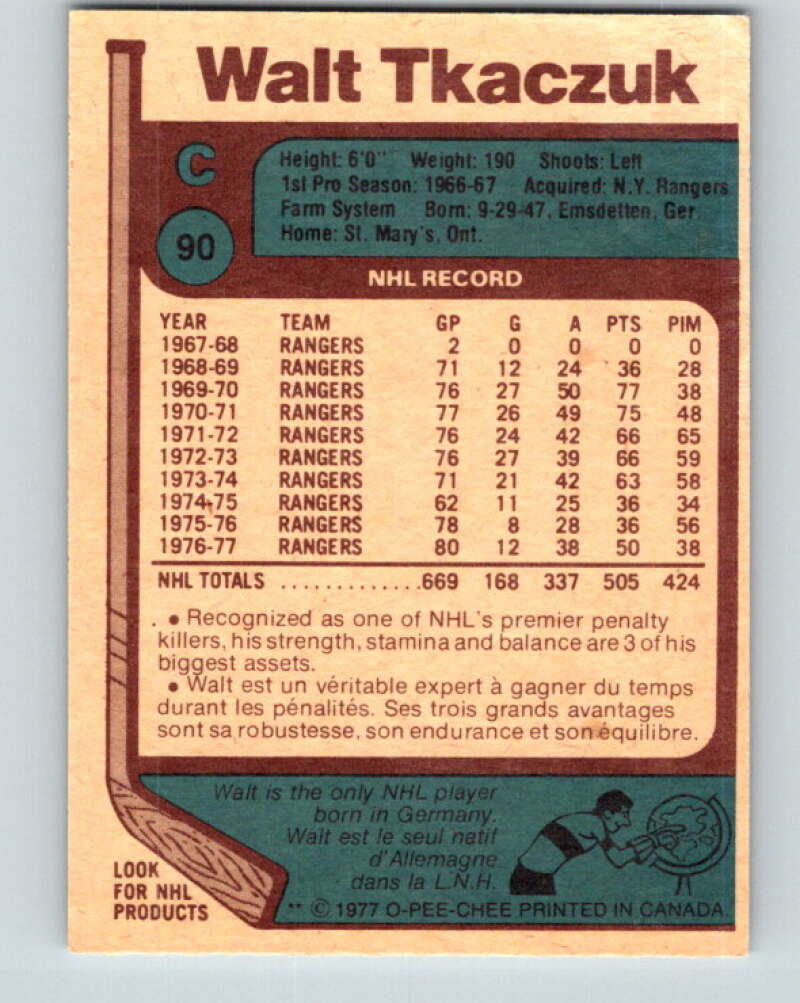 Walt Tkaczuk
C
Height: 6'0" Weight: 190 Shoots: Left
1st Pro Season: 1966-67 Acquired: N.Y. Rangers
Farm System Born: 9-29-47, Emsdetten, Ger.
Home: St. Mary's, Ont.
90
NHL RECORD
YEAR TEAM GP G A PTS PIM
1967-68 RANGERS 2 0 0 0 0
1968-69 RANGERS 71 12 24 36 28
1969-70 RANGERS 76 27 50 77 38
1970-71 RANGERS 77 26 49 75 48
1971-72 RANGERS 76 24 42 66 65
1972-73 RANGERS 76 27 39 66 59
1973-74 RANGERS 71 21 42 63 58
1974-75 RANGERS 62 11 25 36 34
1975-76 RANGERS 78 8 28 36 56
1976-77 RANGERS 80 12 38 50 38
NHL TOTALS .............669 168 337 505 424
• Recognized as one of NHL's premier penalty
killers, his strength, stamina and balance are 3 of his
biggest assets.
• Walt est un véritable expert à gagner du temps
durant les pénalités. Ses trois grands avantages
sont sa robustesse, son endurance et son équilibre.
Walt is the only NHL player
born in Germany.
Walt est le seul natif
d'Allemagne
dans la L.N.H.
LOOK
FOR NHL
PRODUCTS
** © 1977 O-PEE-CHEE PRINTED IN CANADA